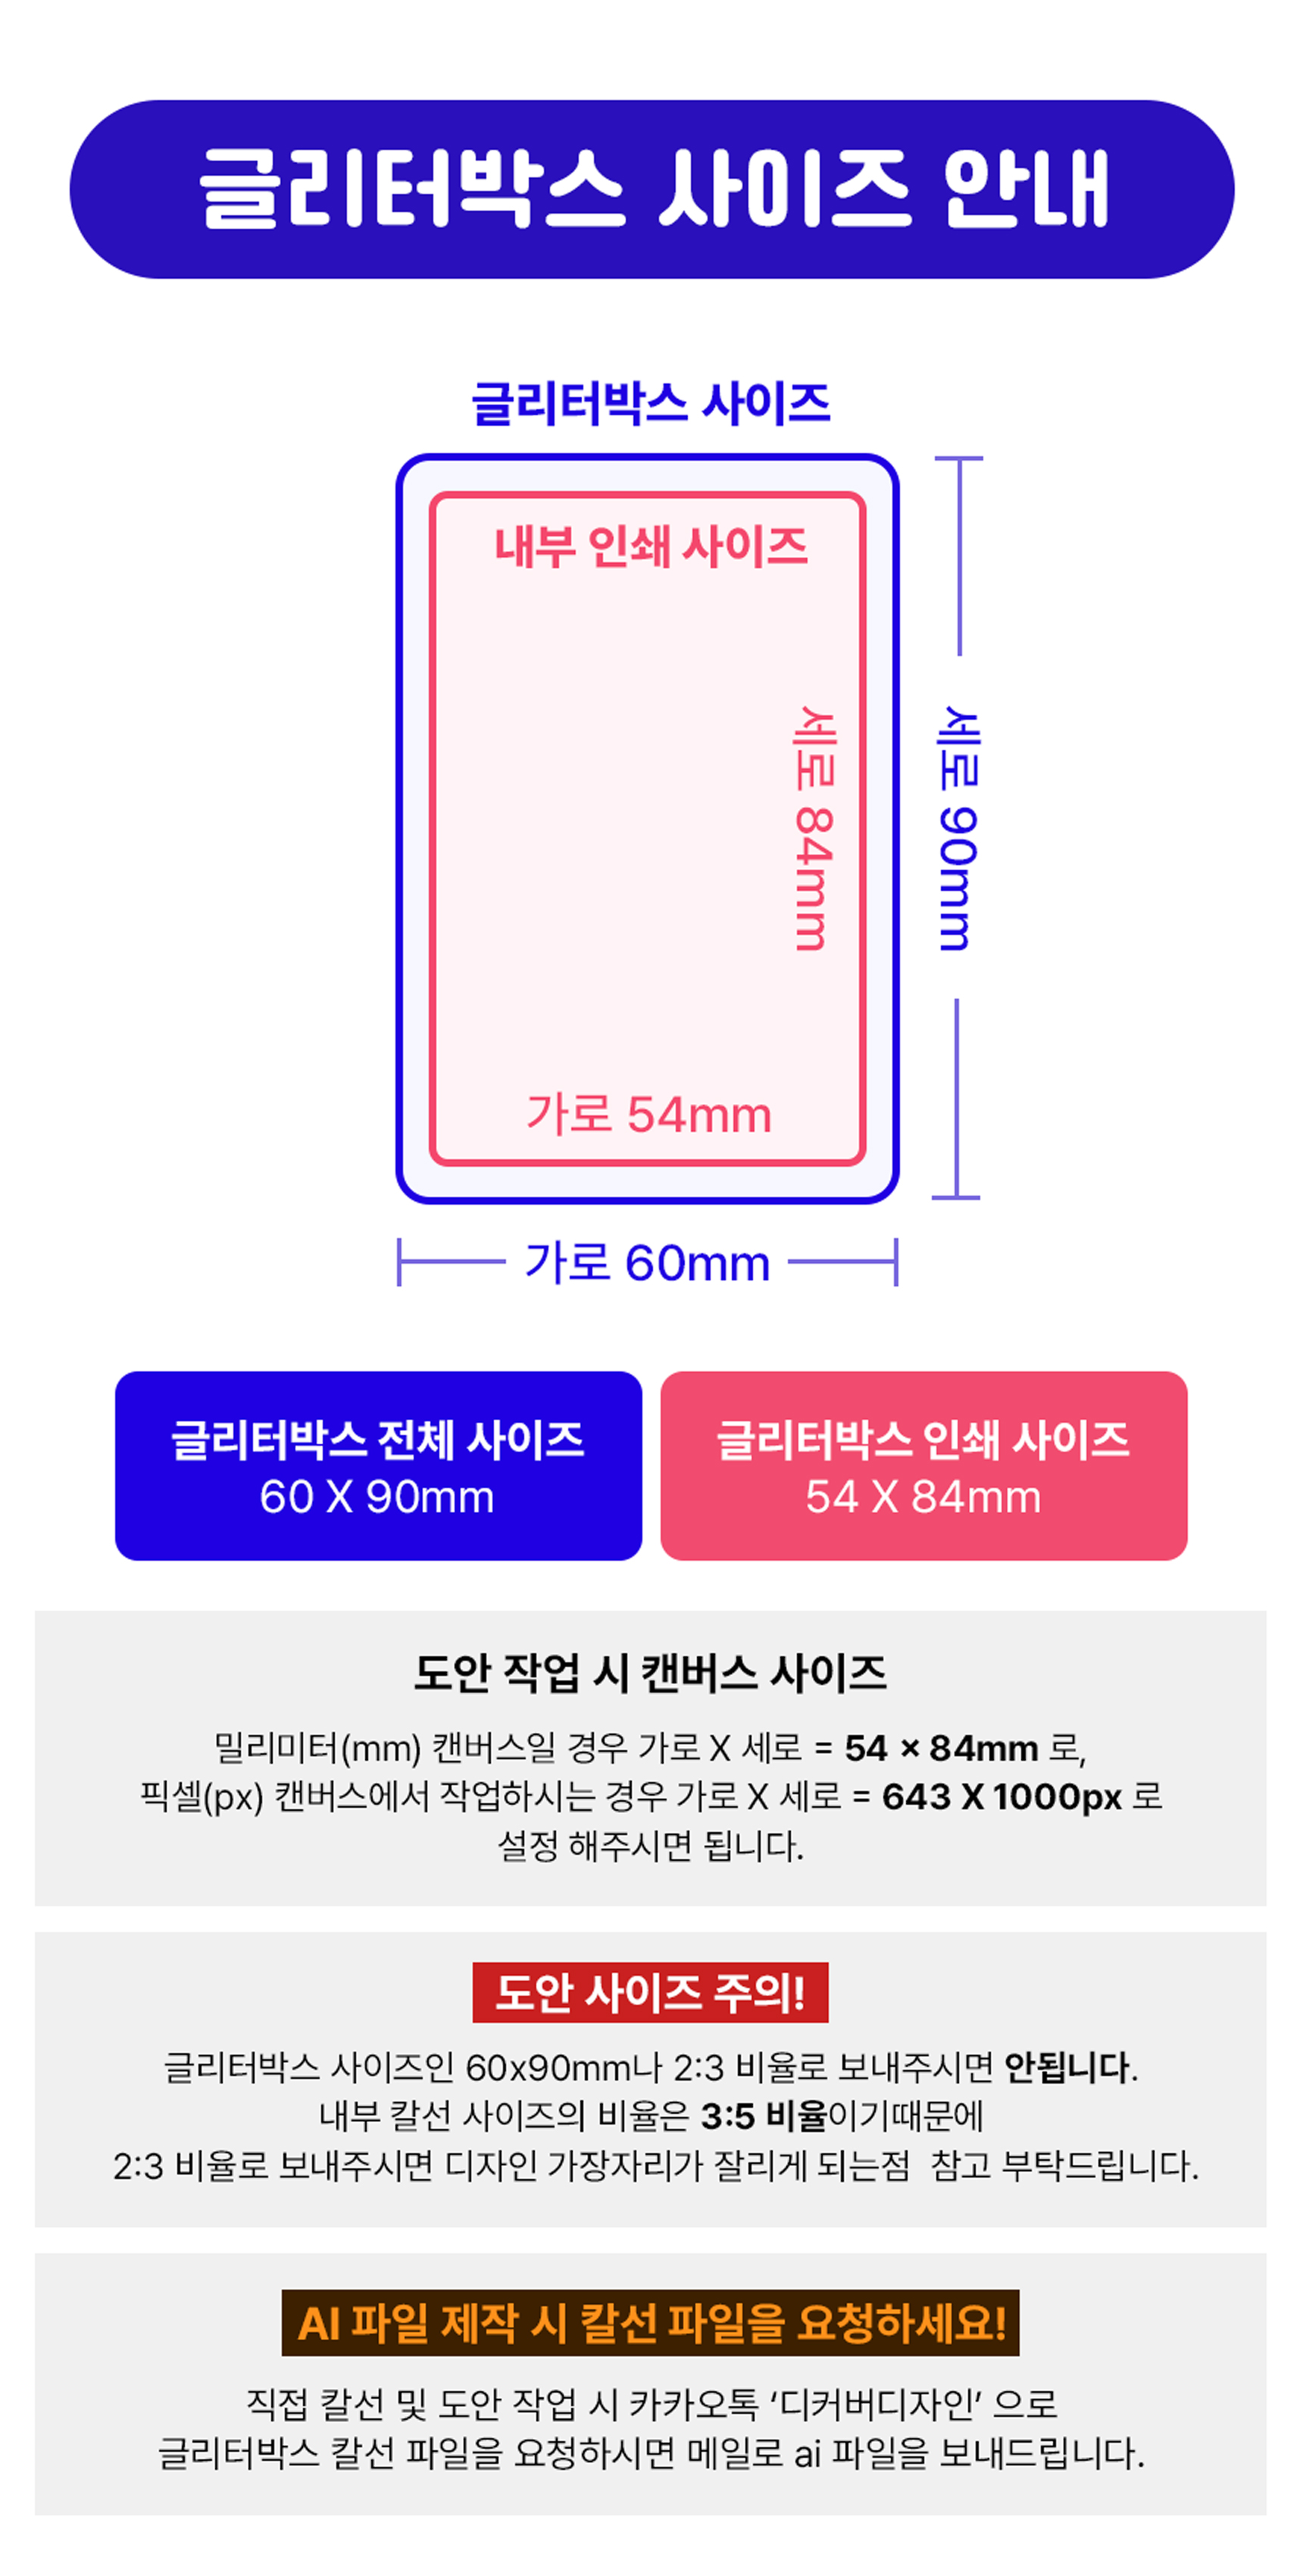 글리터박스 사이즈 안내
글리터박스 사이즈
내부 인쇄 사이즈
세로 84mm
세로 90mm
가로 54mm
가로 60mm
글리터박스 전체 사이즈
60 X 90mm
글리터박스 인쇄 사이즈
54 X 84mm
도안 작업 시 캔버스 사이즈
밀리미터(mm) 캔버스일 경우 가로 X 세로 = 54 × 84mm 로,
픽셀(px) 캔버스에서 작업하시는 경우 가로 X 세로 = 643 X 1000px 로
설정 해주시면 됩니다.
도안 사이즈 주의!
글리터박스 사이즈인 60x90mm나 2:3 비율로 보내주시면 안됩니다.
내부 칼선 사이즈의 비율은 3:5 비율이기때문에
2:3 비율로 보내주시면 디자인 가장자리가 잘리게 되는점 참고 부탁드립니다.
AI 파일 제작 시 칼선 파일을 요청하세요!
직접 칼선 및 도안 작업 시 카카오톡 ‘디커버디자인’ 으로
글리터박스 칼선 파일을 요청하시면 메일로 ai 파일을 보내드립니다.